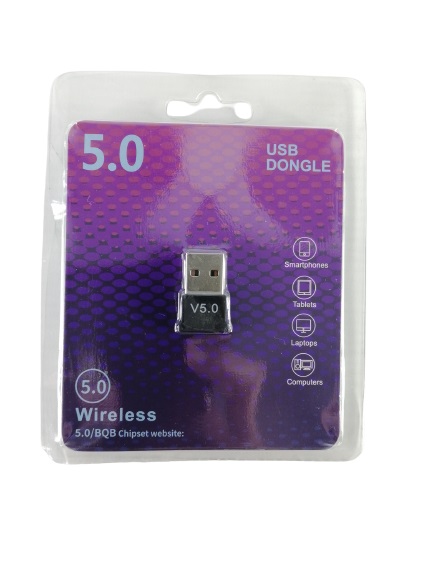 5.0
USB
DONGLE
Smartphones
Tablets
V5.0
Laptops
Computers
5.0
Wireless
5.0/BQB Chipset website: